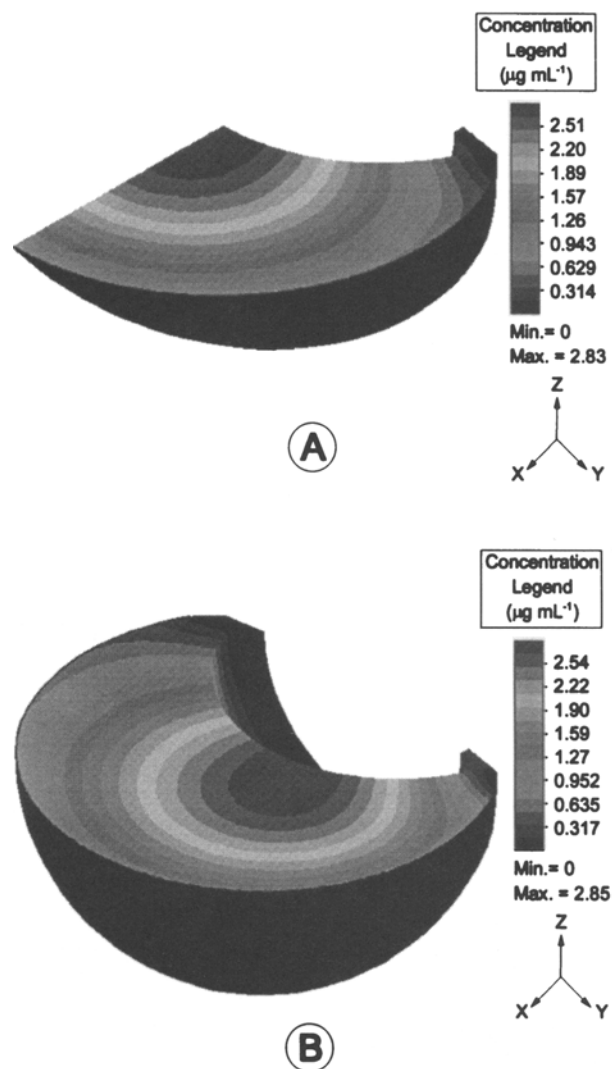 Concentration
Legend
(µg mL⁻¹)
2.51
2.20
1.89
1.57
1.26
0.943
0.629
0.314
Min.= 0
Max. = 2.83
Z
X
Y
A
Concentration
Legend
(µg mL⁻¹)
2.54
2.22
1.90
1.59
1.27
0.952
0.635
0.317
Min.= 0
Max. = 2.85
Z
X
Y
B